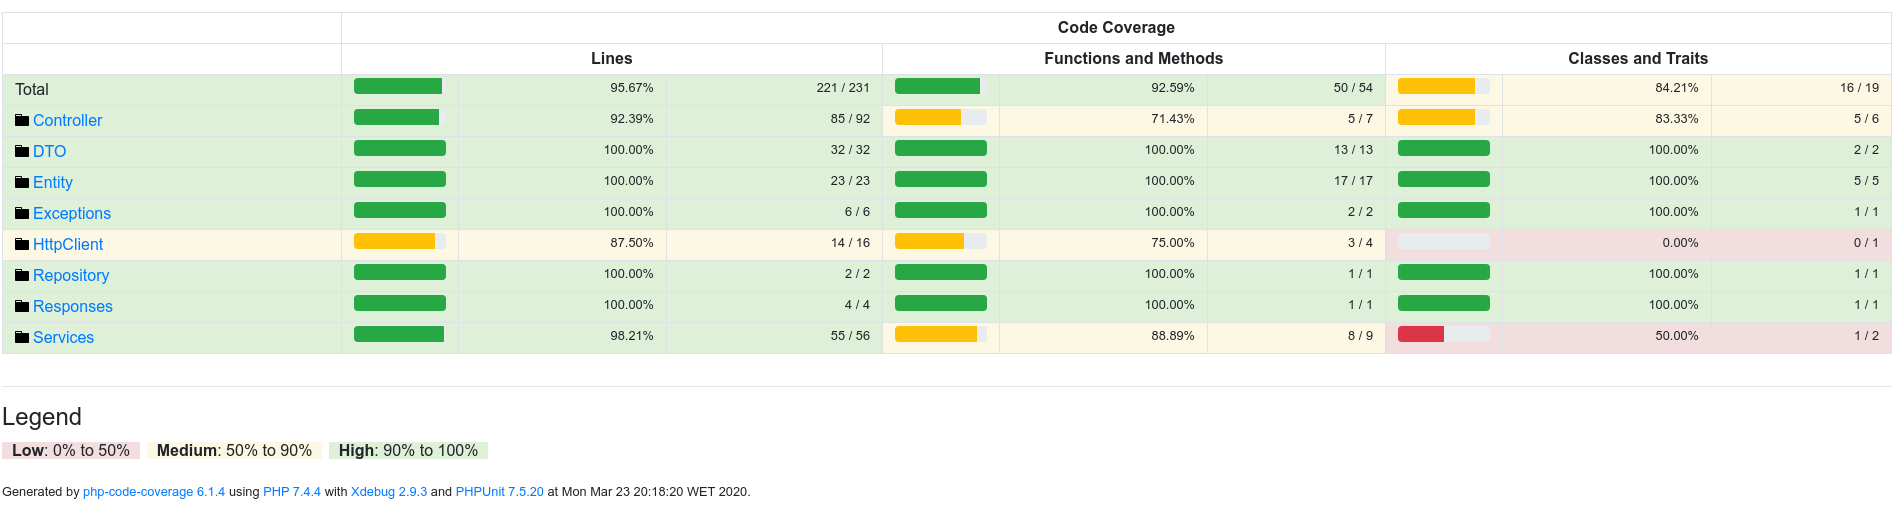 Code Coverage
Lines Functions and Methods Classes and Traits
Total 95.67% 221 / 231 92.59% 50 / 54 84.21% 16 / 19
Controller 92.39% 85 / 92 71.43% 5 / 7 83.33% 5 / 6
DTO 100.00% 32 / 32 100.00% 13 / 13 100.00% 2 / 2
Entity 100.00% 23 / 23 100.00% 17 / 17 100.00% 5 / 5
Exceptions 100.00% 6 / 6 100.00% 2 / 2 100.00% 1 / 1
HttpClient 87.50% 14 / 16 75.00% 3 / 4 0.00% 0 / 1
Repository 100.00% 2 / 2 100.00% 1 / 1 100.00% 1 / 1
Responses 100.00% 4 / 4 100.00% 1 / 1 100.00% 1 / 1
Services 98.21% 55 / 56 88.89% 8 / 9 50.00% 1 / 2
Legend
Low: 0% to 50% Medium: 50% to 90% High: 90% to 100%
Generated by php-code-coverage 6.1.4 using PHP 7.4.4 with Xdebug 2.9.3 and PHPUnit 7.5.20 at Mon Mar 23 20:18:20 WET 2020.